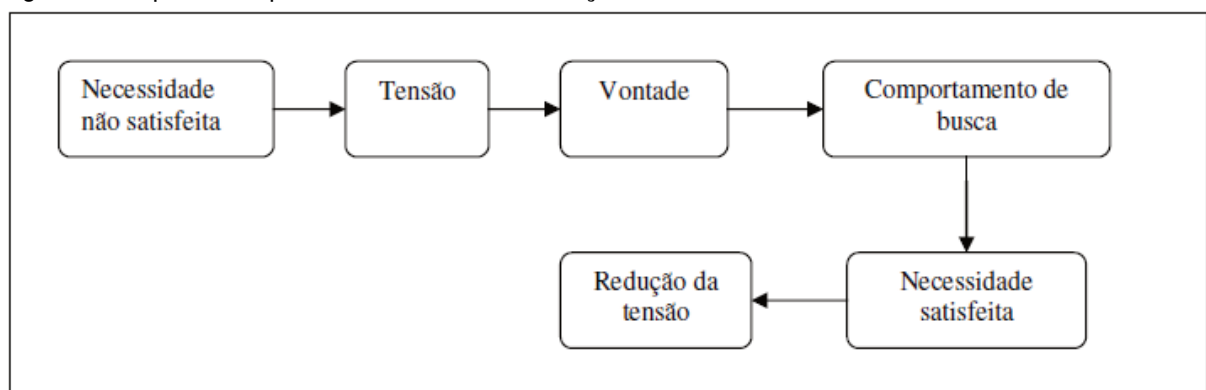 Necessidade
não satisfeita
Tensão
Vontade
Comportamento de
busca
Redução da
tensão
Necessidade
satisfeita